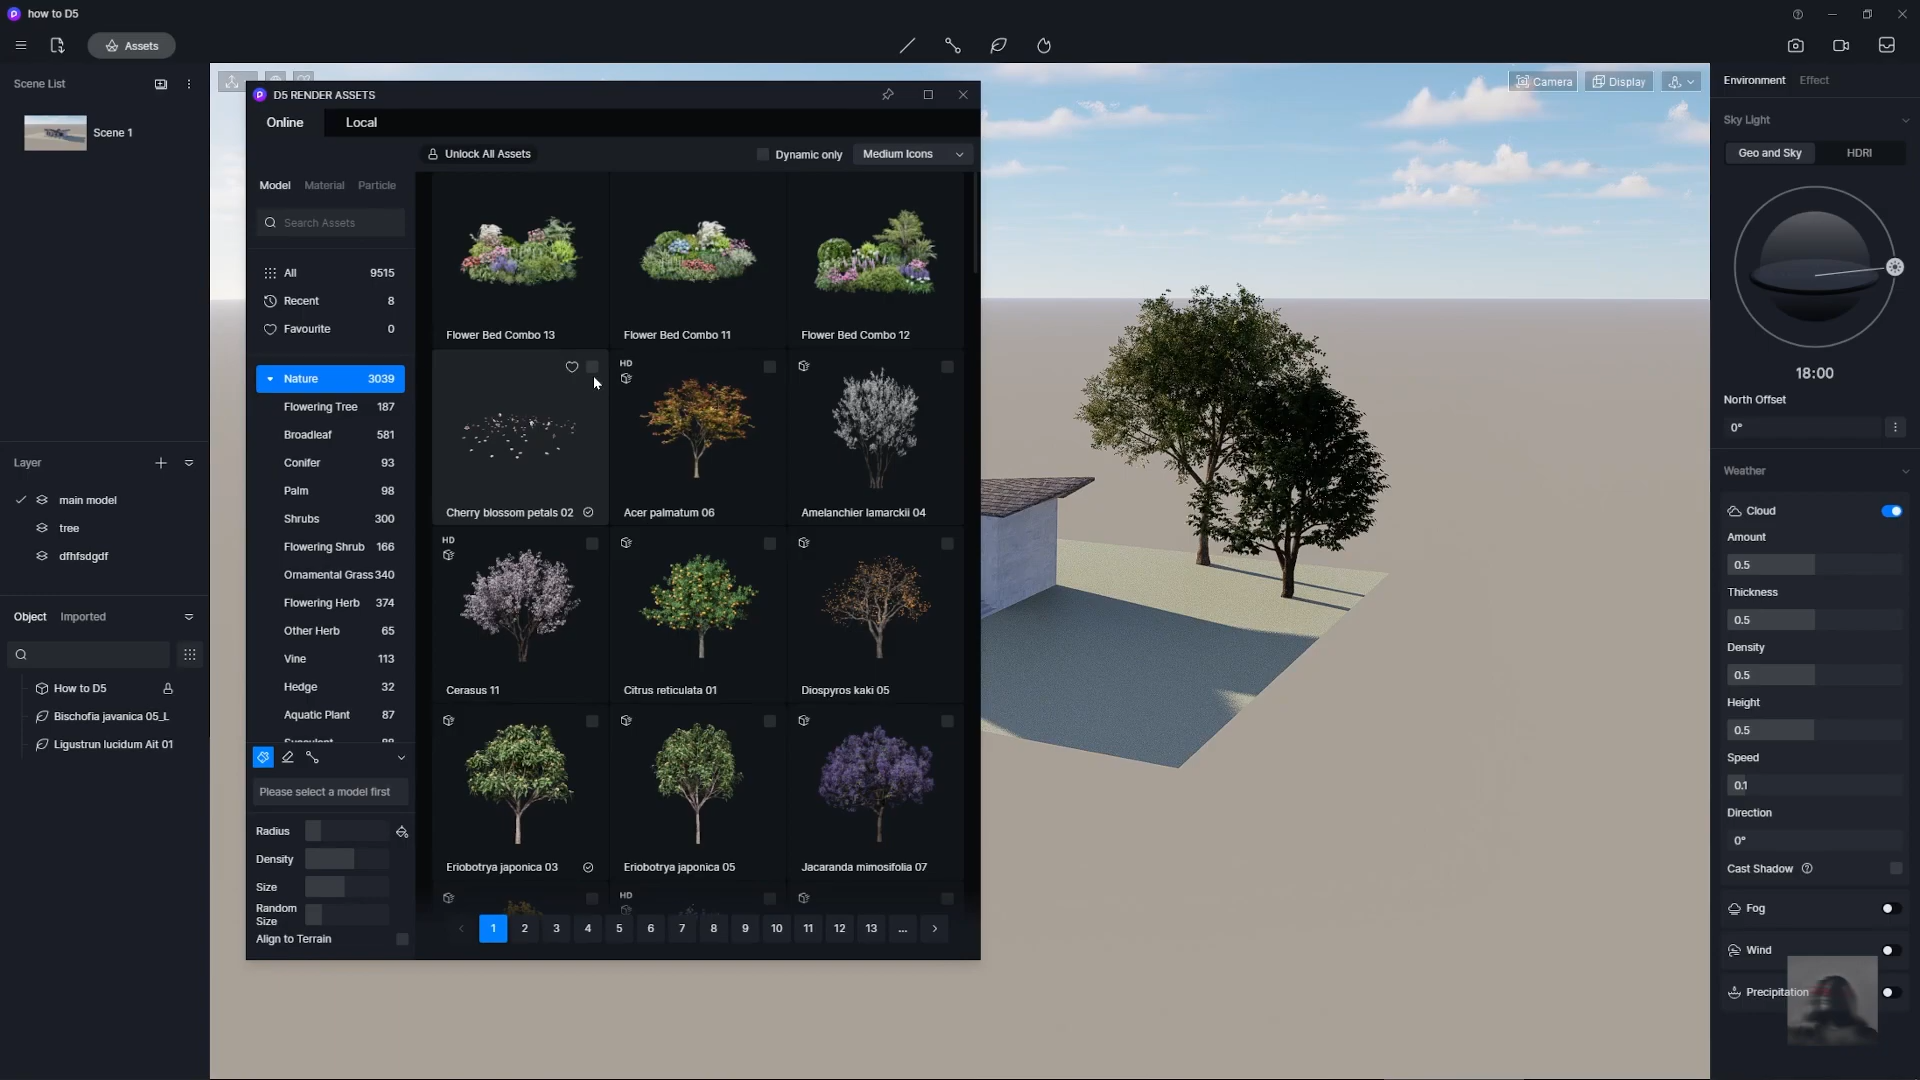 how to D5
Assets
Scene List
Scene 1
Layer
main model
tree
dfhfsdgdf
Object
Imported
How to D5
Bischofia javanica 05_L
Ligustrun lucidum Ait 01
D5 RENDER ASSETS
Online
Local
Unlock All Assets
Dynamic only
Medium Icons
Model
Material
Particle
Search Assets
All 9515
Recent 8
Favourite 0
Nature 3039
Flowering Tree 187
Broadleaf 581
Conifer 93
Palm 98
Shrubs 300
Flowering Shrub 166
Ornamental Grass 340
Flowering Herb 374
Other Herb 65
Vine 113
Hedge 32
Aquatic Plant 87
Please select a model first
Radius
Density
Size
Random
Size
Align to Terrain
Flower Bed Combo 13
Flower Bed Combo 11
Flower Bed Combo 12
Cherry blossom petals 02
HD
Acer palmatum 06
Amelanchier lamarckii 04
HD
Cerasus 11
Citrus reticulata 01
Diospyros kaki 05
Eriobotrya japonica 03
Eriobotrya japonica 05
Jacaranda mimosifolia 07
HD
1 2 3 4 5 6 7 8 9 10 11 12 13 ...
Camera
Display
Environment
Effect
Sky Light
Geo and Sky
HDRI
18:00
North Offset
0°
Weather
Cloud
Amount
0.5
Thickness
0.5
Density
0.5
Height
0.5
Speed
0.1
Direction
0°
Cast Shadow
Fog
Wind
Precipitation